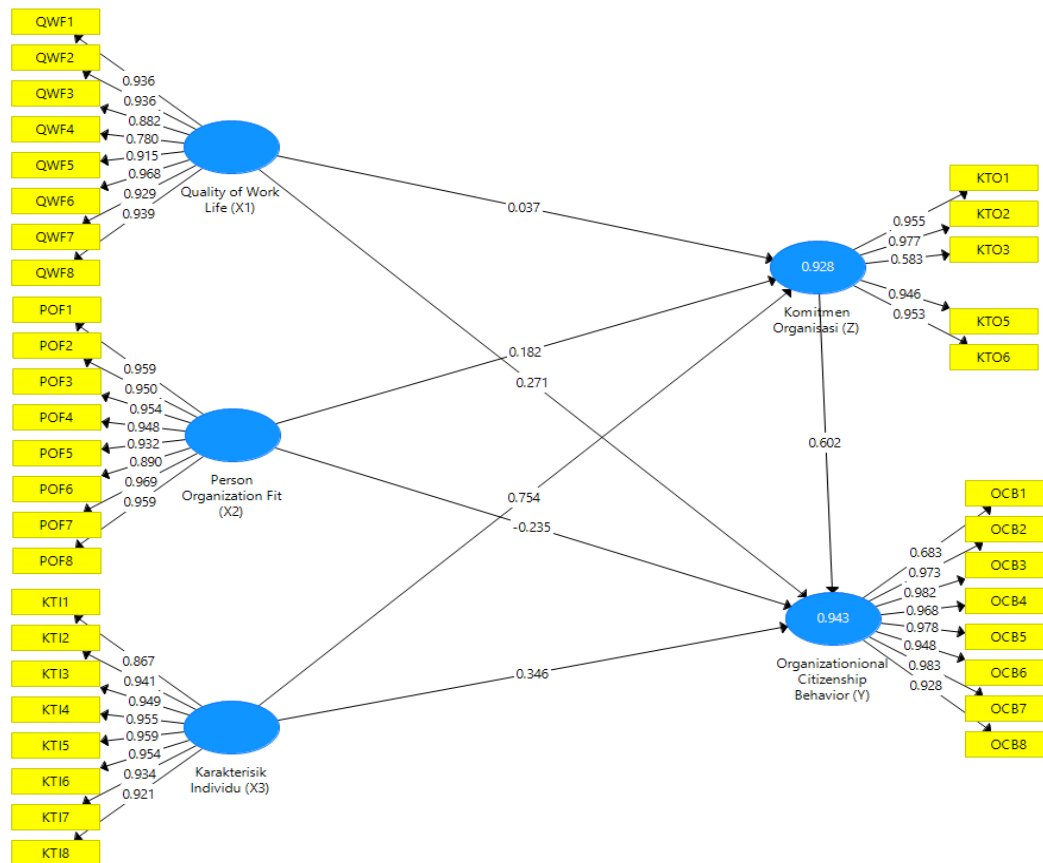 QWF1
QWF2
QWF3
QWF4
QWF5
QWF6
QWF7
QWF8
0.936
0.936
0.882
0.780
0.915
0.968
0.929
0.939
Quality of Work
Life (X1)
POF1
POF2
POF3
POF4
POF5
POF6
POF7
POF8
0.959
0.950
0.954
0.948
0.932
0.890
0.969
0.959
Person
Organization Fit
(X2)
KTI1
KTI2
KTI3
KTI4
KTI5
KTI6
KTI7
KTI8
0.867
0.941
0.949
0.955
0.959
0.954
0.934
0.921
Karakterisik
Individu (X3)
0.037
0.182
0.271
0.754
-0.235
0.346
0.602
0.928
Komitmen
Organisasi (Z)
0.955
0.977
0.583
0.946
0.953
KTO1
KTO2
KTO3
KTO5
KTO6
0.943
Organizationional
Citizenship
Behavior (Y)
0.683
0.973
0.982
0.968
0.978
0.948
0.983
0.928
OCB1
OCB2
OCB3
OCB4
OCB5
OCB6
OCB7
OCB8